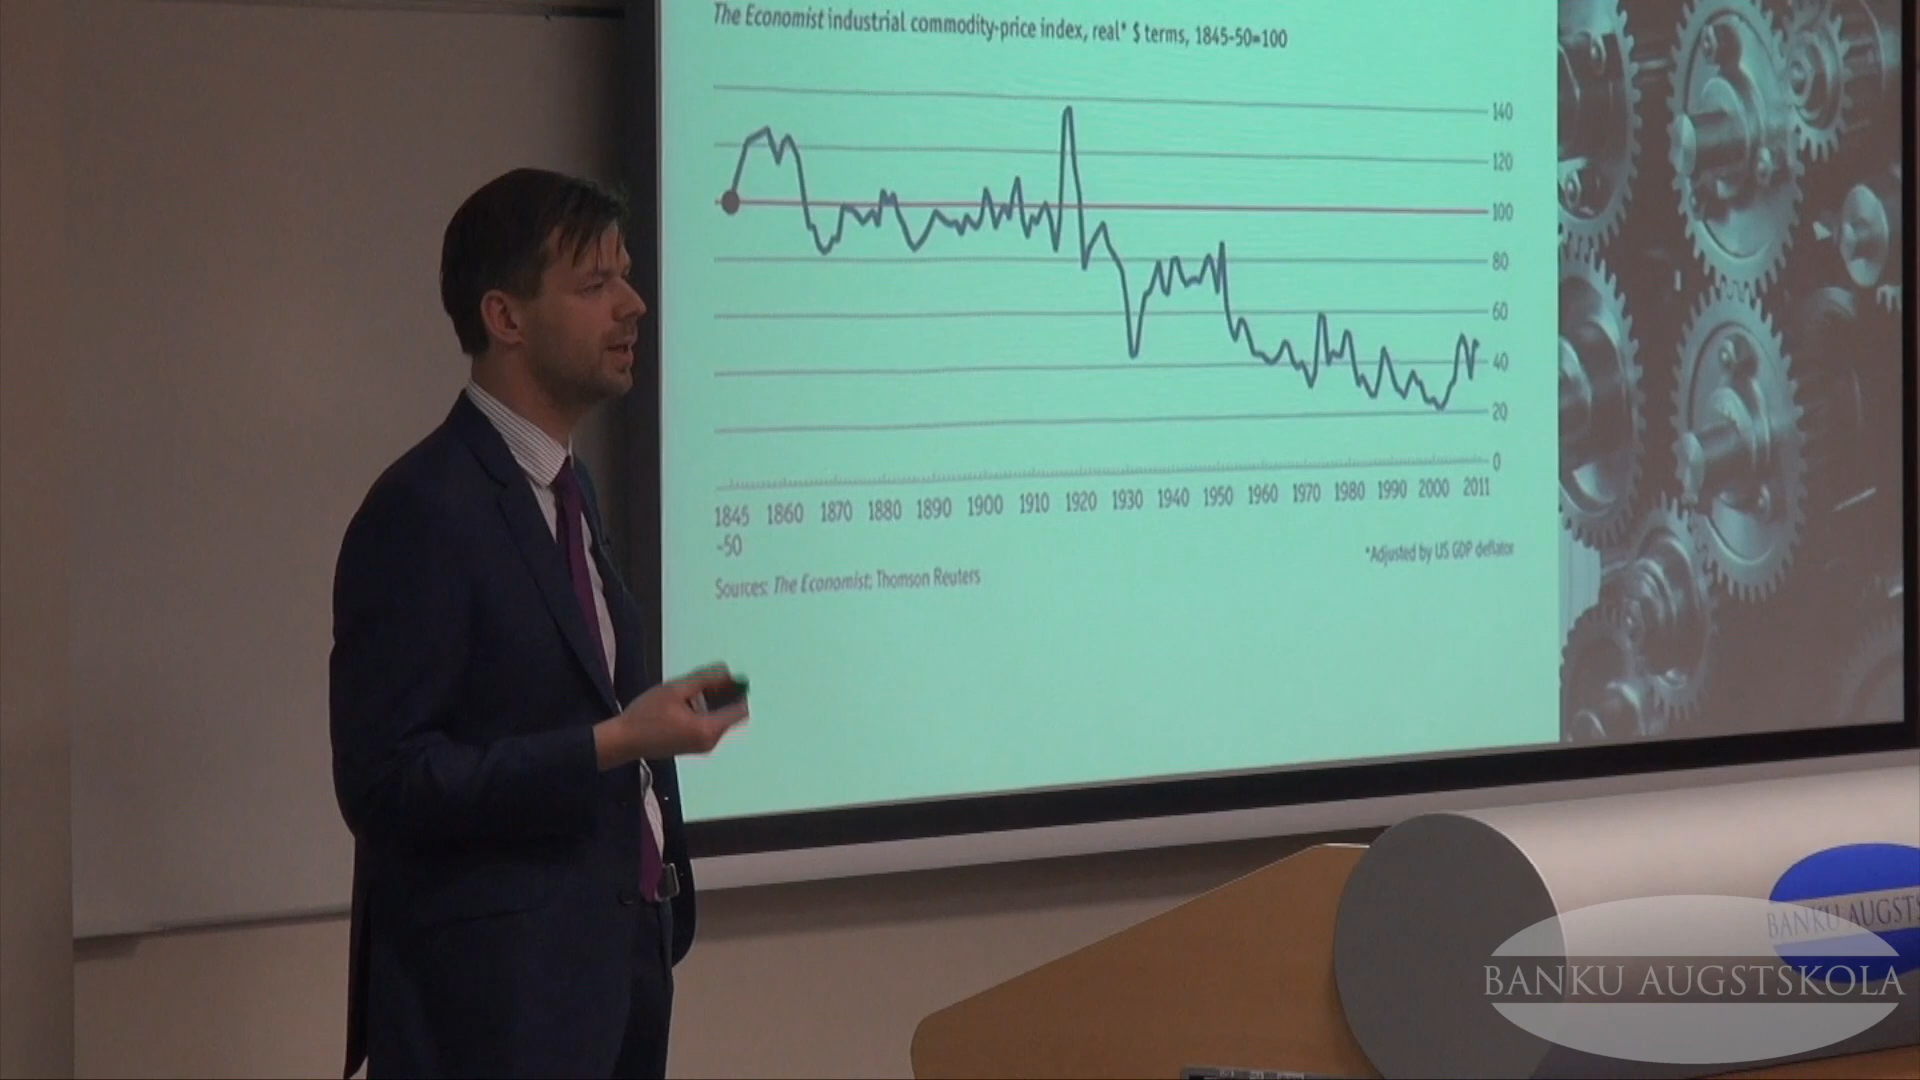 The Economist industrial commodity-price index, real* $ terms, 1845-50=100
140
120
100
80
60
40
20
0
1845 1860 1870 1880 1890 1900 1910 1920 1930 1940 1950 1960 1970 1980 1990 2000 2011
-50
*Adjusted by US GDP deflator
Sources: The Economist; Thomson Reuters
BANKU AUGSTS
BANKU AUGSTSKOLA